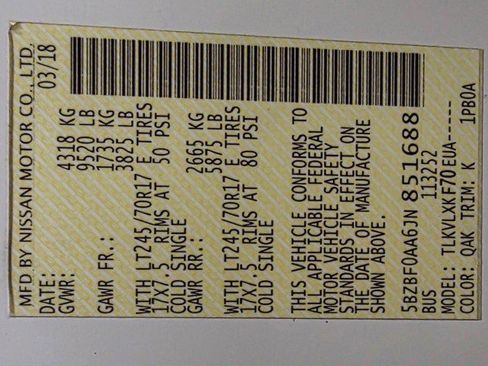 MFD BY NISSAN MOTOR CO., LTD.
DATE: 03/18
GVWR: 4318 KG
9520 LB
GAWR FR.: 1735 KG
3825 LB
WITH LT245/70R17 E TIRES
17X7.5 RIMS AT 50 PSI
COLD SINGLE
GAWR RR.: 2665 KG
5875 LB
WITH LT245/70R17 E TIRES
17X7.5 RIMS AT 80 PSI
COLD SINGLE
THIS VEHICLE CONFORMS TO
ALL APPLICABLE FEDERAL
MOTOR VEHICLE SAFETY
STANDARDS IN EFFECT ON
THE DATE OF MANUFACTURE
SHOWN ABOVE.
5BZBF0AA6JN 851688
BUS 113252
MODEL: TLKVLXKF70EUA-----
COLOR: QAK TRIM: K 1PBOA